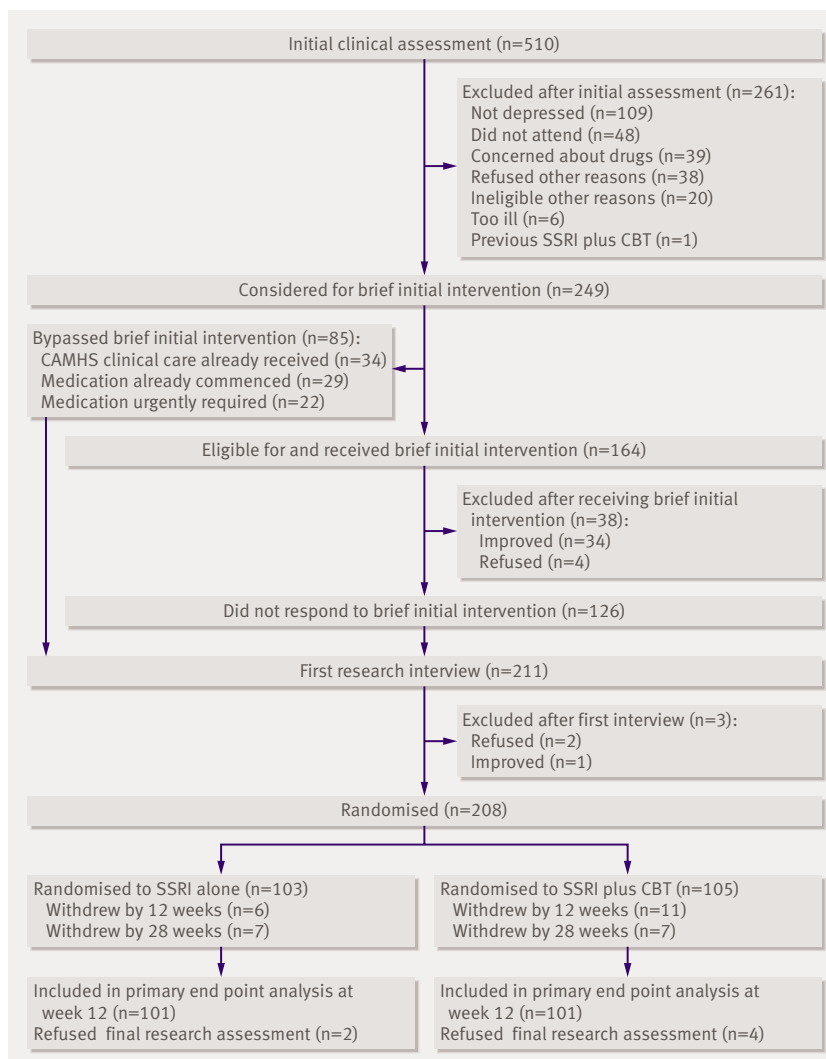 Initial clinical assessment (n=510)
Excluded after initial assessment (n=261):
Not depressed (n=109)
Did not attend (n=48)
Concerned about drugs (n=39)
Refused other reasons (n=38)
Ineligible other reasons (n=20)
Too ill (n=6)
Previous SSRI plus CBT (n=1)
Considered for brief initial intervention (n=249)
Bypassed brief initial intervention (n=85):
CAMHS clinical care already received (n=34)
Medication already commenced (n=29)
Medication urgently required (n=22)
Eligible for and received brief initial intervention (n=164)
Excluded after receiving brief initial
intervention (n=38):
Improved (n=34)
Refused (n=4)
Did not respond to brief initial intervention (n=126)
First research interview (n=211)
Excluded after first interview (n=3):
Refused (n=2)
Improved (n=1)
Randomised (n=208)
Randomised to SSRI alone (n=103)
Withdrew by 12 weeks (n=6)
Withdrew by 28 weeks (n=7)
Randomised to SSRI plus CBT (n=105)
Withdrew by 12 weeks (n=11)
Withdrew by 28 weeks (n=7)
Included in primary end point analysis at
week 12 (n=101)
Refused final research assessment (n=2)
Included in primary end point analysis at
week 12 (n=101)
Refused final research assessment (n=4)